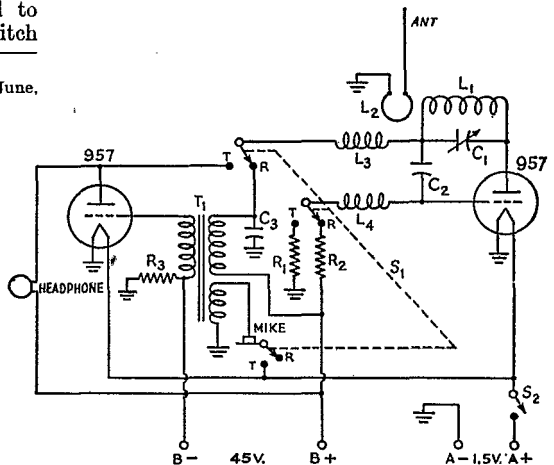 d to
itch
June,
ANT
L2
L1
C1
L3
C2
957
957
T
R
T1
C3
L4
T
R
R1
R2
S1
R3
HEADPHONE
MIKE
R
T
S2
B- 45V. B+ A- 1.5V. A+